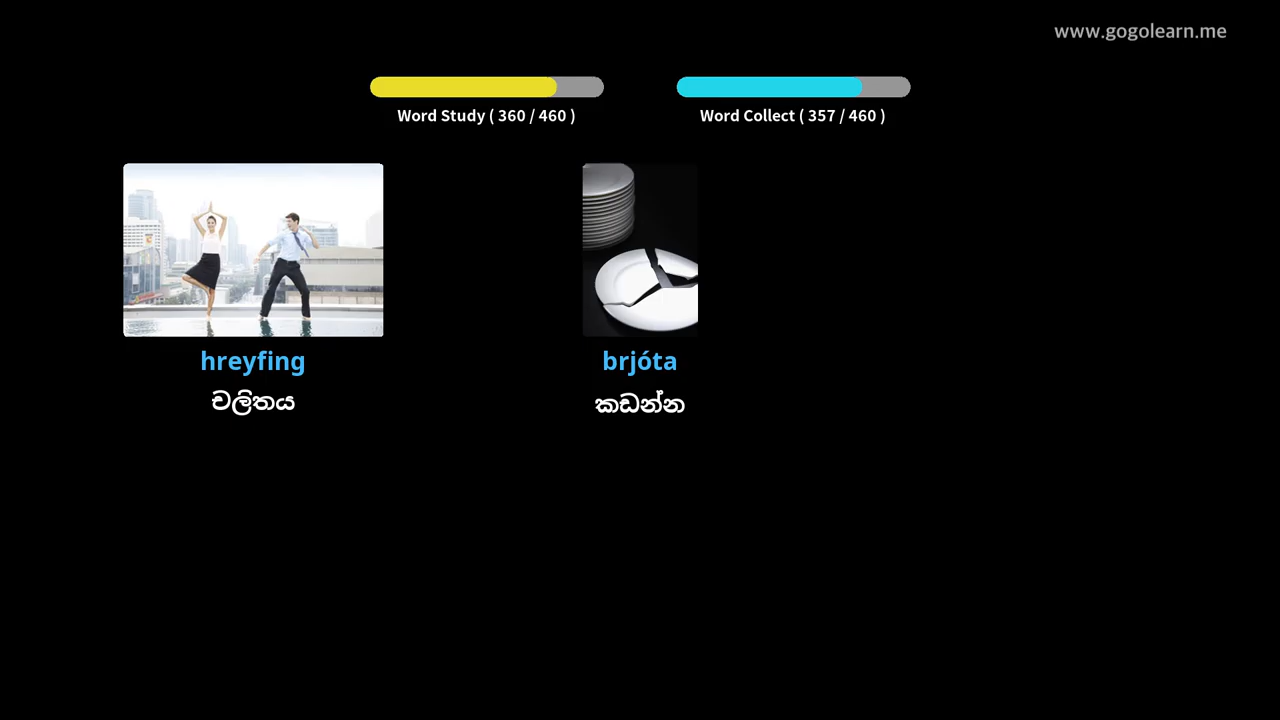 www.gogolearn.me
Word Study ( 360 / 460 )
Word Collect ( 357 / 460 )
hreyfing
චලිතය
brjóta
කඩන්න